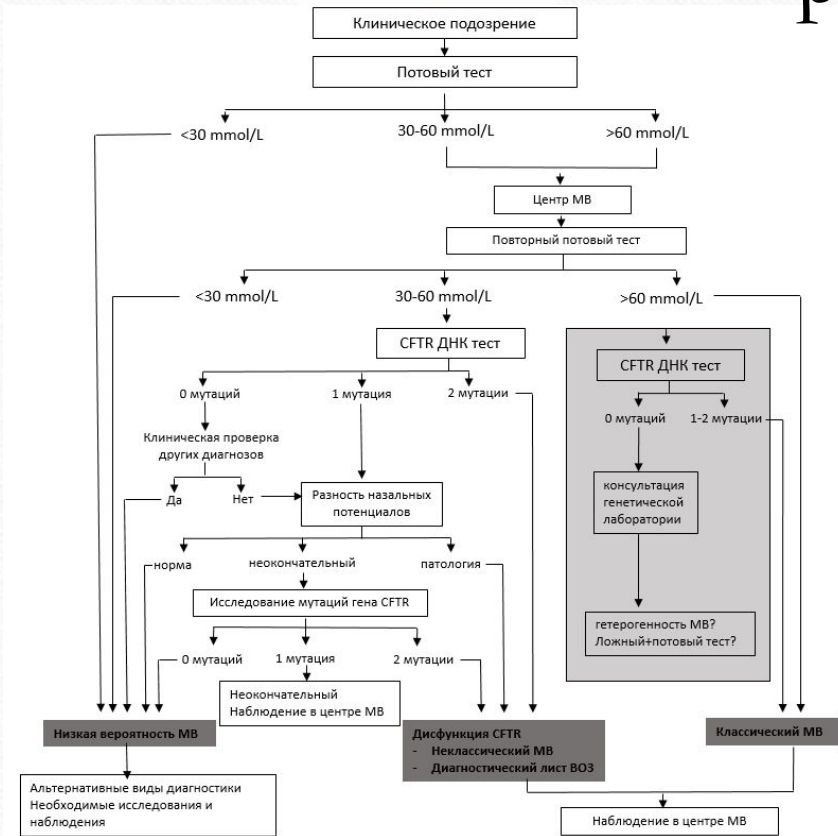 р
Клиническое подозрение
Потовый тест
<30 mmol/L
30-60 mmol/L
>60 mmol/L
Центр МВ
Повторный потовый тест
<30 mmol/L
30-60 mmol/L
>60 mmol/L
CFTR ДНК тест
CFTR ДНК тест
0 мутаций
1 мутация
2 мутации
0 мутаций
1-2 мутации
Клиническая проверка
других диагнозов
Да
Нет
Разность назальных
потенциалов
консультация
генетической
лаборатории
норма
неокончательный
патология
Исследование мутаций гена CFTR
гетерогенность МВ?
Ложный+потовый тест?
0 мутаций
1 мутация
2 мутации
Неокончательный
Наблюдение в центре МВ
Низкая вероятность МВ
Дисфункция CFTR
- Неклассический МВ
- Диагностический лист ВОЗ
Классический МВ
Альтернативные виды диагностики
Необходимые исследования и
наблюдения
Наблюдение в центре МВ